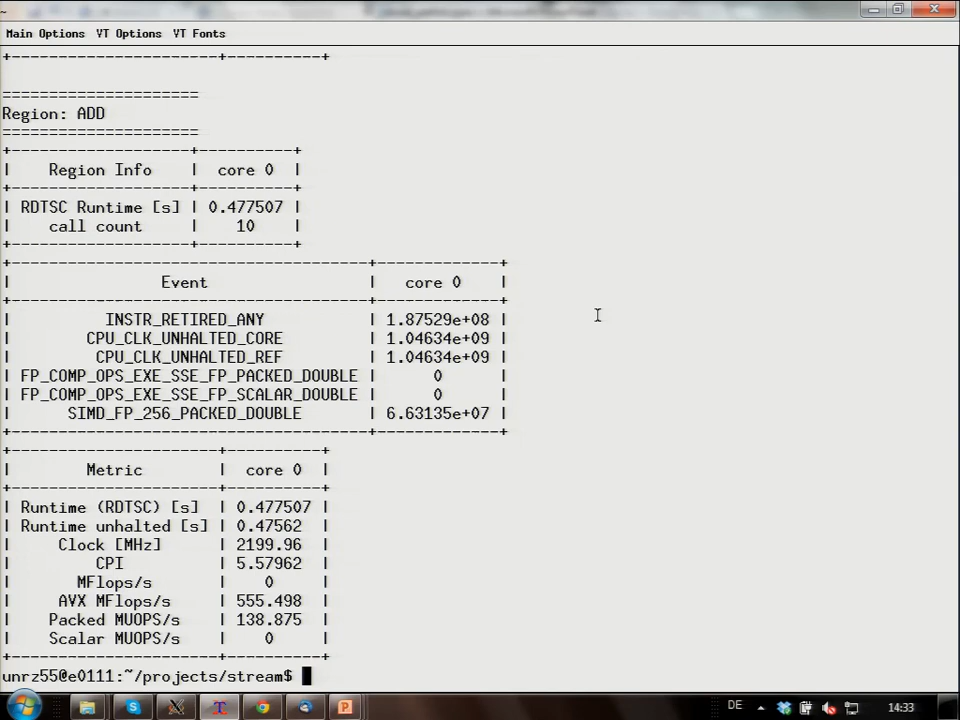 Main Options VT Options VT Fonts
+-----------------------+----------+

=====================
Region: ADD
=====================
+--------------------+----------+
| Region Info | core 0 |
+--------------------+----------+
| RDTSC Runtime [s] | 0.477507 |
| call count | 10 |
+--------------------+----------+
+---------------------------------------+-------------+
| Event | core 0 |
+---------------------------------------+-------------+
| INSTR_RETIRED_ANY | 1.87529e+08 |
| CPU_CLK_UNHALTED_CORE | 1.04634e+09 |
| CPU_CLK_UNHALTED_REF | 1.04634e+09 |
| FP_COMP_OPS_EXE_SSE_FP_PACKED_DOUBLE | 0 |
| FP_COMP_OPS_EXE_SSE_FP_SCALAR_DOUBLE | 0 |
| SIMD_FP_256_PACKED_DOUBLE | 6.63135e+07 |
+---------------------------------------+-------------+
+-----------------------+----------+
| Metric | core 0 |
+-----------------------+----------+
| Runtime (RDTSC) [s] | 0.477507 |
| Runtime unhalted [s] | 0.47562 |
| Clock [MHz] | 2199.96 |
| CPI | 5.57962 |
| MFlops/s | 0 |
| AVX MFlops/s | 555.498 |
| Packed MUOPS/s | 138.875 |
| Scalar MUOPS/s | 0 |
+-----------------------+----------+
unrz55@e0111:~/projects/stream$
DE 14:33